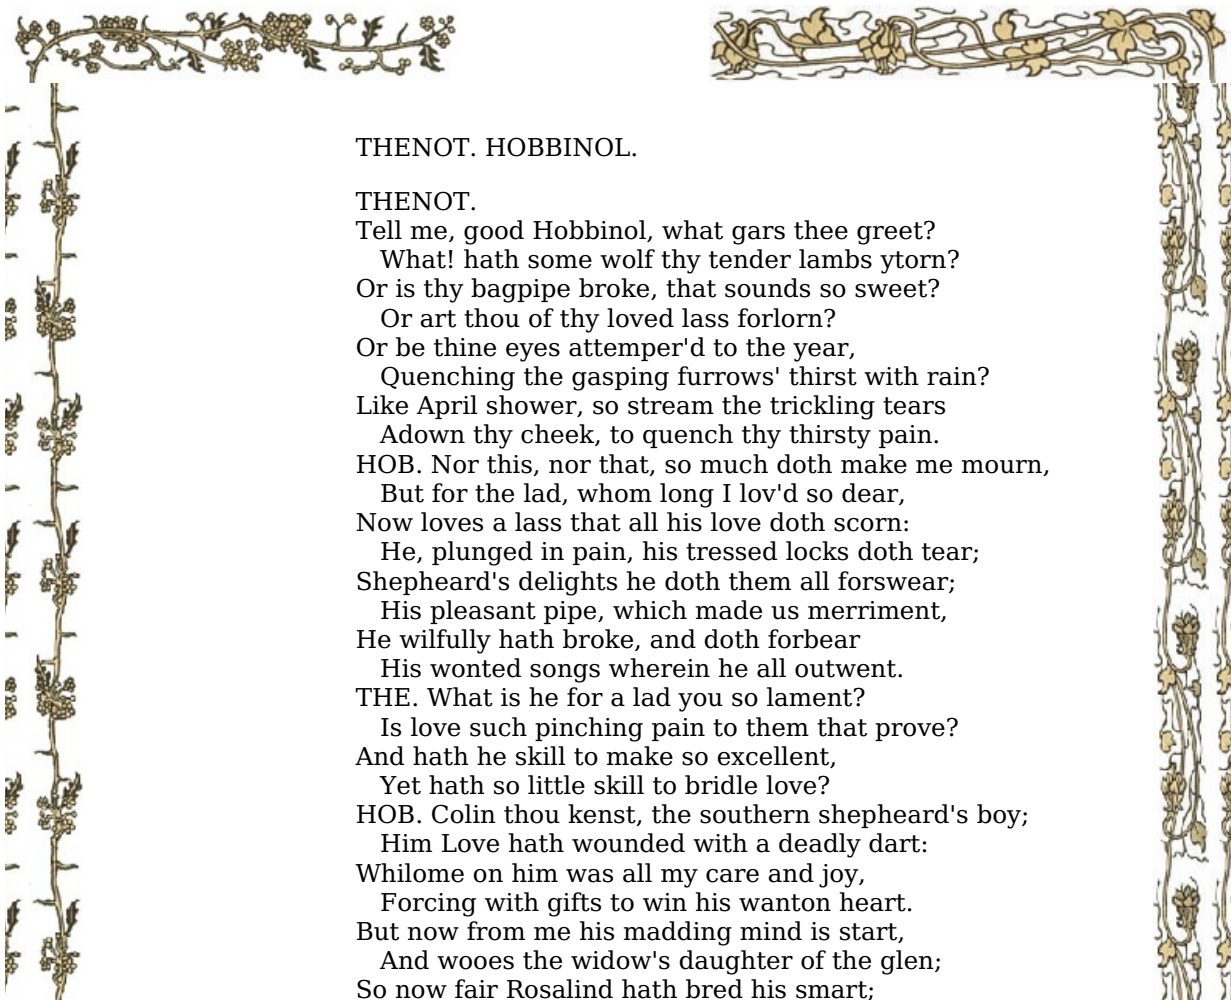 THENOT. HOBBINOL.
THENOT.
Tell me, good Hobbinol, what gars thee greet?
What! hath some wolf thy tender lambs ytorn?
Or is thy bagpipe broke, that sounds so sweet?
Or art thou of thy loved lass forlorn?
Or be thine eyes attemper'd to the year,
Quenching the gasping furrows' thirst with rain?
Like April shower, so stream the trickling tears
Adown thy cheek, to quench thy thirsty pain.
HOB. Nor this, nor that, so much doth make me mourn,
But for the lad, whom long I lov'd so dear,
Now loves a lass that all his love doth scorn:
He, plunged in pain, his tressed locks doth tear;
Shepheard's delights he doth them all forswear;
His pleasant pipe, which made us merriment,
He wilfully hath broke, and doth forbear
His wonted songs wherein he all outwent.
THE. What is he for a lad you so lament?
Is love such pinching pain to them that prove?
And hath he skill to make so excellent,
Yet hath so little skill to bridle love?
HOB. Colin thou kenst, the southern shepheard's boy;
Him Love hath wounded with a deadly dart:
Whilome on him was all my care and joy,
Forcing with gifts to win his wanton heart.
But now from me his madding mind is start,
And wooes the widow's daughter of the glen;
So now fair Rosalind hath bred his smart;